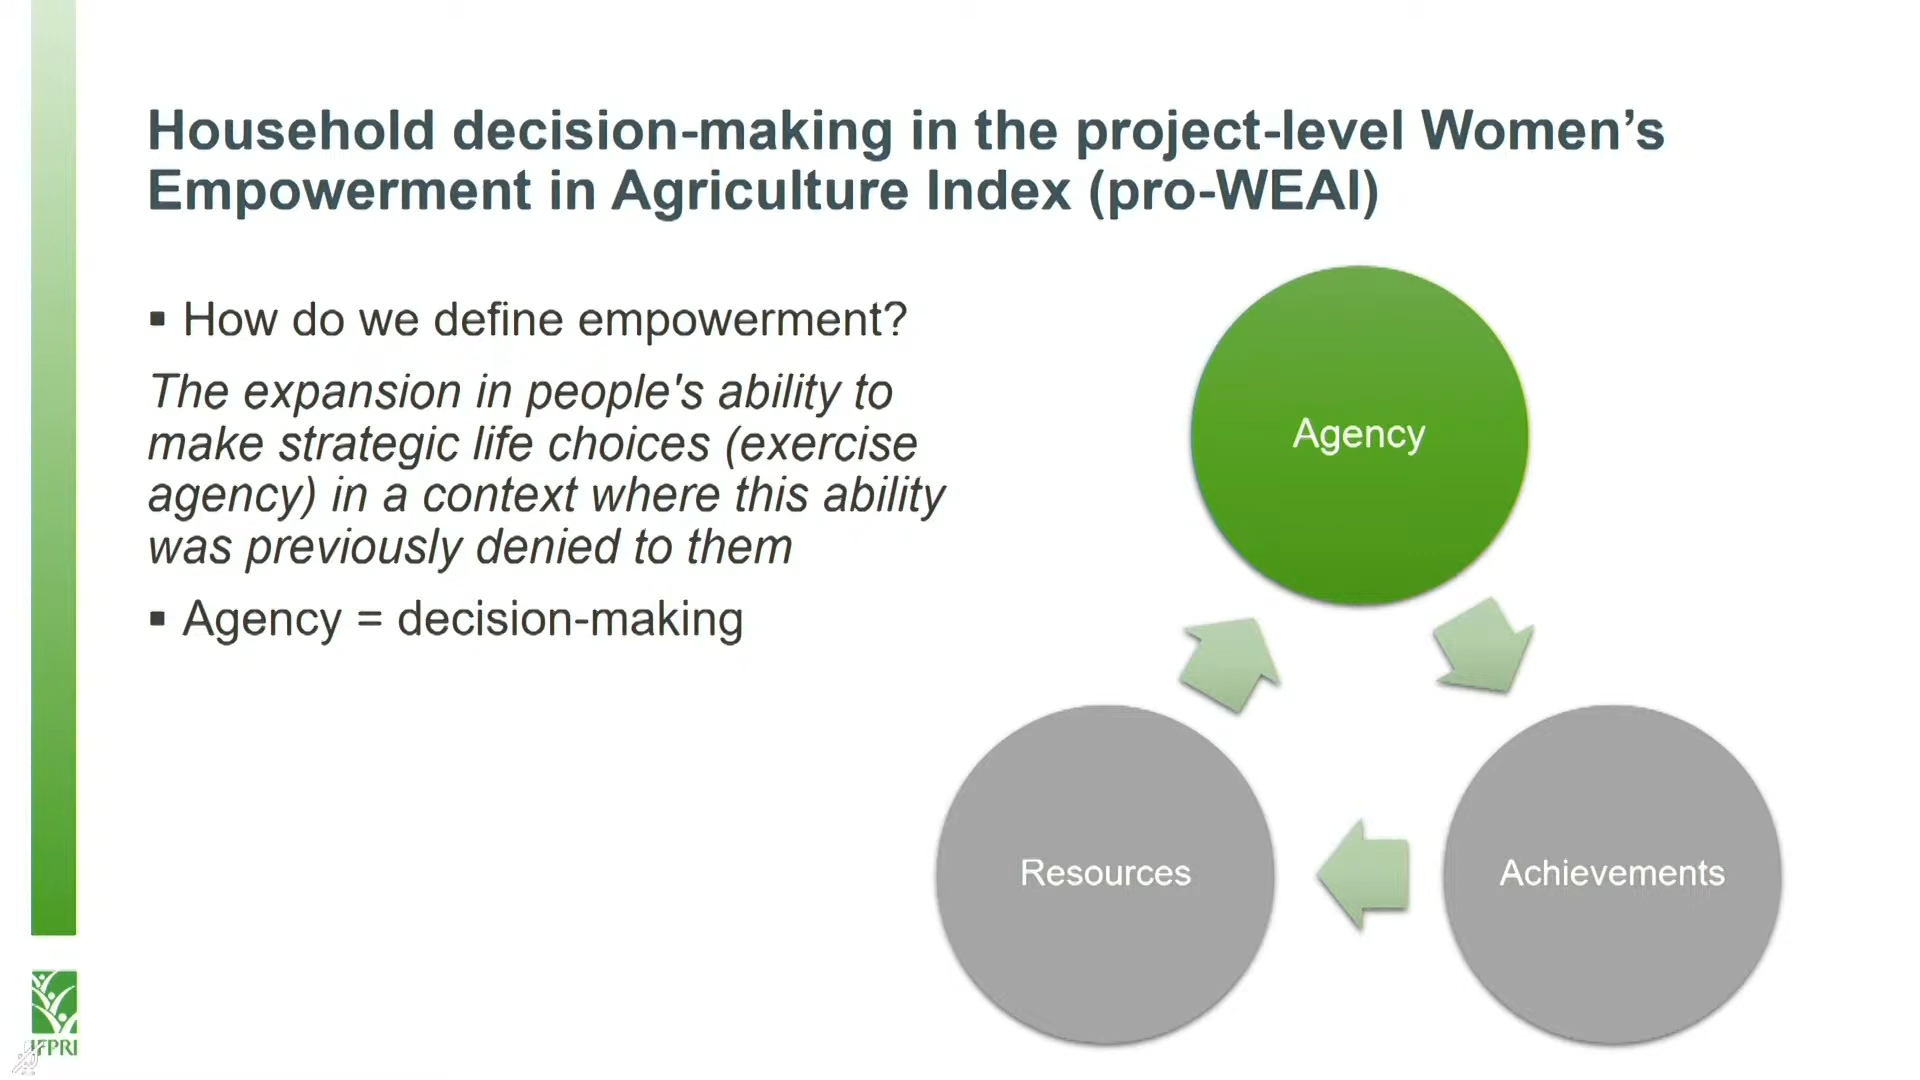 Household decision-making in the project-level Women’s
Empowerment in Agriculture Index (pro-WEAI)
▪ How do we define empowerment?
The expansion in people's ability to
make strategic life choices (exercise
agency) in a context where this ability
was previously denied to them
▪ Agency = decision-making
Agency
Resources
Achievements
IFPRI